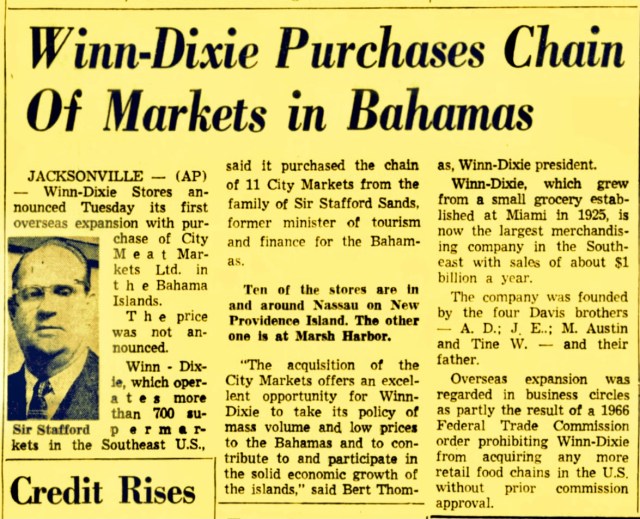 Winn-Dixie Purchases Chain
Of Markets in Bahamas
JACKSONVILLE — (AP)
— Winn-Dixie Stores an-
nounced Tuesday its first
overseas expansion with pur-
chase of City
Meat Mar-
kets Ltd. in
the Bahama
Islands.
The price
was not an-
nounced.
Winn - Dix-
ie, which oper-
ates more
than 700 su-
permar-
kets in the Southeast U.S.,
Sir Stafford
said it purchased the chain
of 11 City Markets from the
family of Sir Stafford Sands,
former minister of tourism
and finance for the Baham-
as.
Ten of the stores are in
and around Nassau on New
Providence Island. The other
one is at Marsh Harbor.
"The acquisition of the
City Markets offers an excel-
lent opportunity for Winn-
Dixie to take its policy of
mass volume and low prices
to the Bahamas and to con-
tribute to and participate in
the solid economic growth of
the islands," said Bert Thom-
as, Winn-Dixie president.
Winn-Dixie, which grew
from a small grocery estab-
lished at Miami in 1925, is
now the largest merchandis-
ing company in the South-
east with sales of about $1
billion a year.
The company was founded
by the four Davis brothers
— A. D.; J. E..; M. Austin
and Tine W. — and their
father.
Overseas expansion was
regarded in business circles
as partly the result of a 1966
Federal Trade Commission
order prohibiting Winn-Dixie
from acquiring any more
retail food chains in the U.S.
without prior commission
approval.
Credit Rises